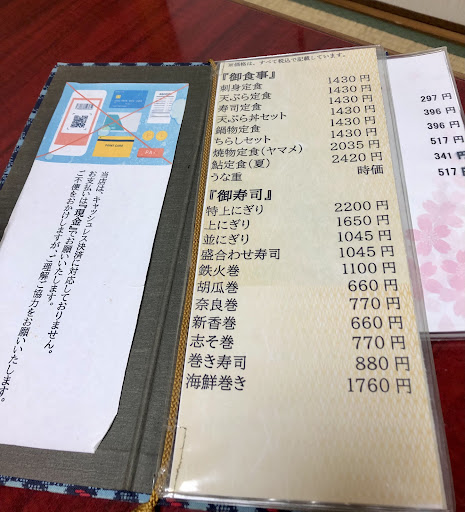 当店は、キャッシュレス決済に対応しておりません。
お支払いは『現金』でお願いいたします。
ご不便をおかけしますが、ご理解ご協力をお願いいたします。
※価格は、すべて税込で記載しています。
『御食事』
刺身定食 1430円
天ぷら定食 1430円
寿司定食 1430円
天ぷら丼セット 1430円
鍋物定食 1430円
ちらしセット 1430円
焼物定食(ヤマメ) 2035円
鮎定食(夏) 2420円
うな重 時価
『御寿司』
特上にぎり 2200円
上にぎり 1650円
並にぎり 1045円
盛合わせ寿司 1045円
鉄火巻 1100円
胡瓜巻 660円
奈良巻 770円
新香巻 660円
志そ巻 770円
巻き寿司 880円
海鮮巻き 1760円
297円
396円
396円
517円
341円
517円